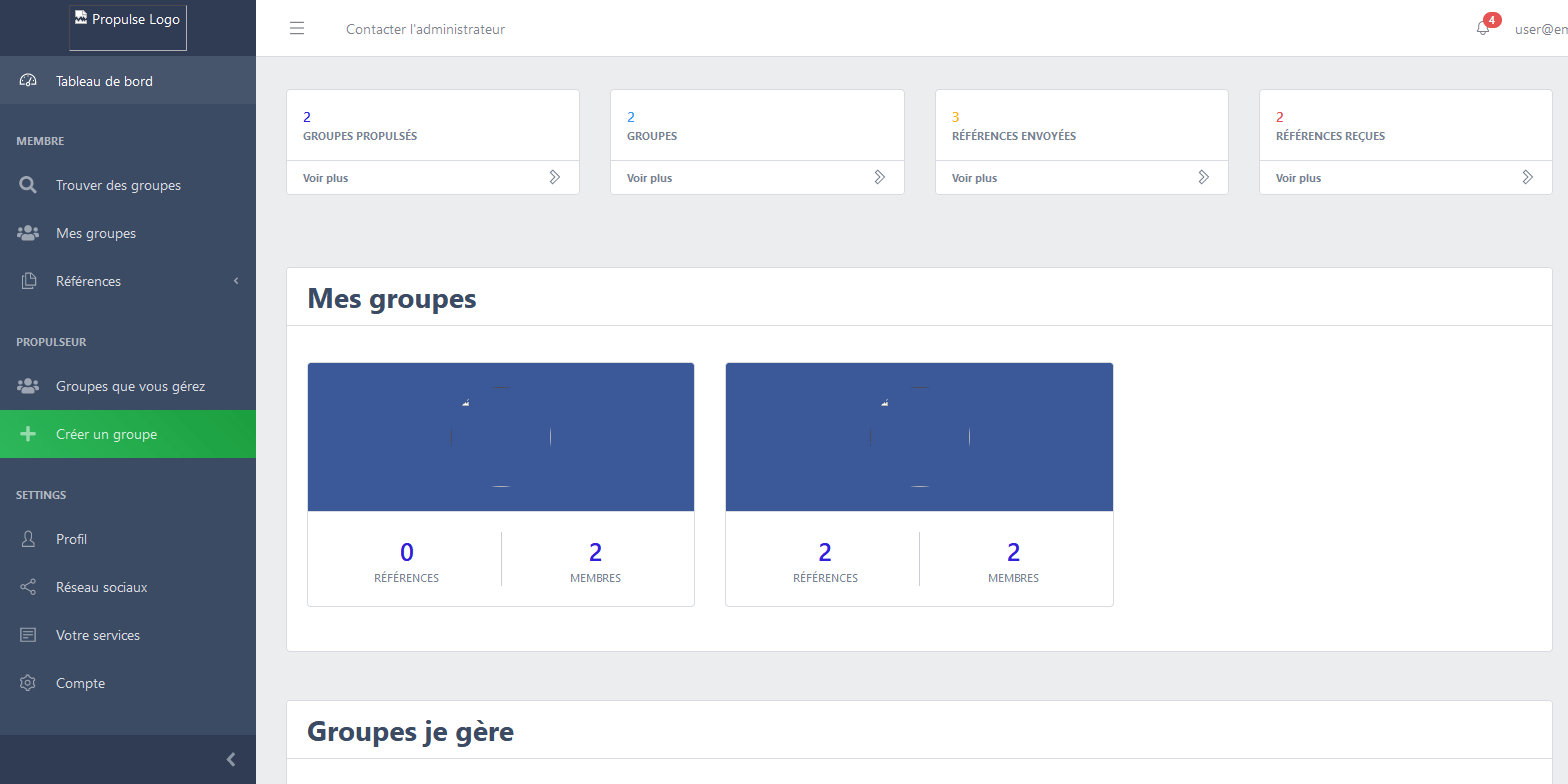 Propulse Logo
Contacter l'administrateur
4
user@em
Tableau de bord
MEMBRE
Trouver des groupes
Mes groupes
Références
PROPULSEUR
Groupes que vous gérez
Créer un groupe
SETTINGS
Profil
Réseau sociaux
Votre services
Compte
2
GROUPES PROPULSÉS
Voir plus
2
GROUPES
Voir plus
3
RÉFÉRENCES ENVOYÉES
Voir plus
2
RÉFÉRENCES REÇUES
Voir plus
Mes groupes
0
RÉFÉRENCES
2
MEMBRES
2
RÉFÉRENCES
2
MEMBRES
Groupes je gère